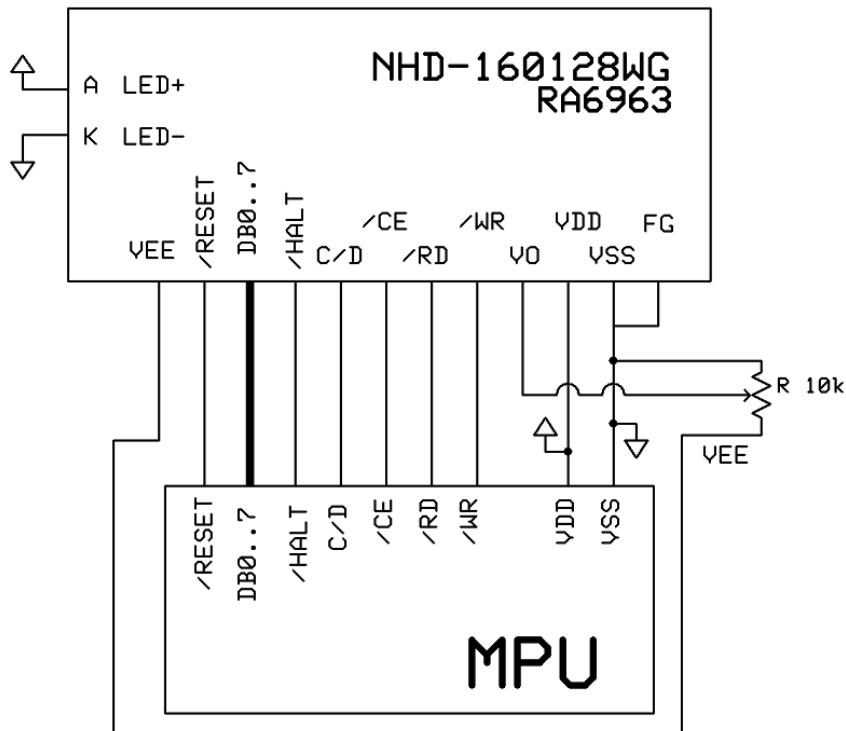 NHD-160128WG
RA6963
A LED+
K LED-
VEE
/RESET
DB0..7
/HALT
C/D
/CE
/RD
/WR
VO
VDD
VSS
FG
R 10k
VEE
/RESET
DB0..7
/HALT
C/D
/CE
/RD
/WR
VDD
VSS
MPU